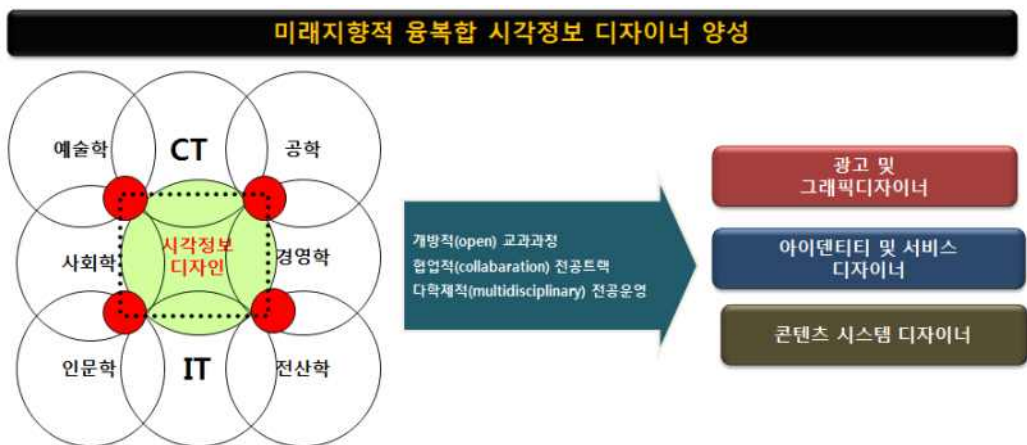 미래지향적 융복합 시각정보 디자이너 양성
예술학
CT
공학
사회학
시각정보
디자인
경영학
인문학
IT
전산학
개방적(open) 교과과정
협업적(collabaration) 전공트랙
다학제적(multidisciplinary) 전공운영
광고 및
그래픽디자이너
아이덴티티 및 서비스
디자이너
콘텐츠 시스템 디자이너